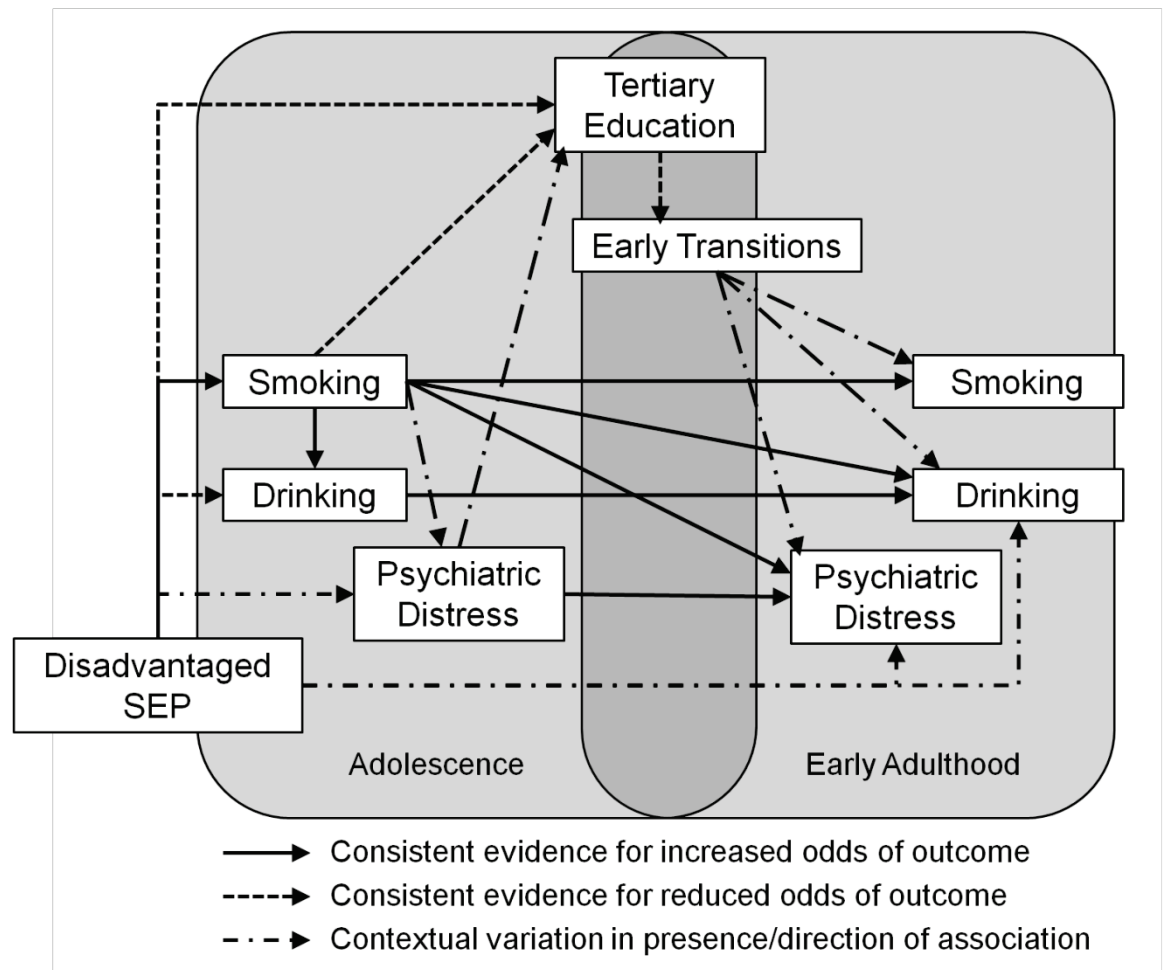 Tertiary
Education
Early Transitions
Smoking
Smoking
Drinking
Drinking
Psychiatric
Distress
Psychiatric
Distress
Disadvantaged
SEP
Adolescence
Early Adulthood
Consistent evidence for increased odds of outcome
Consistent evidence for reduced odds of outcome
Contextual variation in presence/direction of association